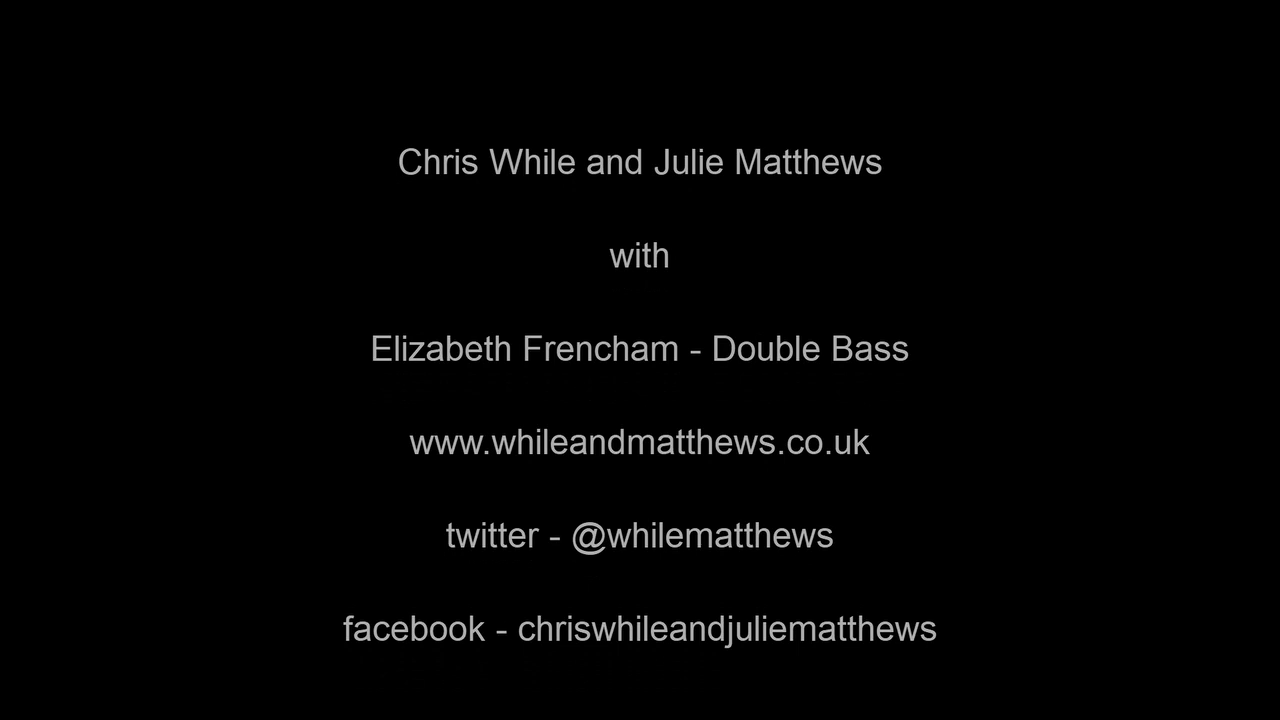 Chris While and Julie Matthews
with
Elizabeth Frencham - Double Bass
www.whileandmatthews.co.uk
twitter - @whilematthews
facebook - chriswhileandjuliematthews